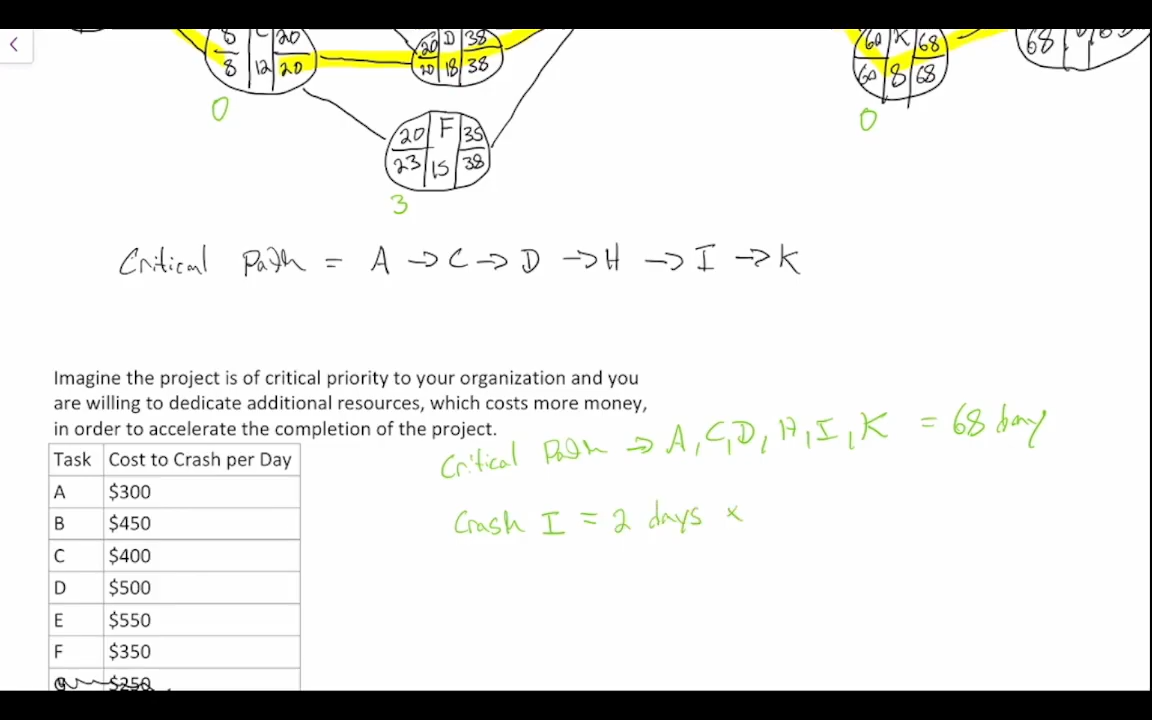 8 C 20
8 12 20
0
20 D 38
20 18 38
20 F 35
23 15 38
3
60 K 68
60 8 68
0
68
Critical Path = A → C → D → H → I → K
Imagine the project is of critical priority to your organization and you
are willing to dedicate additional resources, which costs more money,
in order to accelerate the completion of the project.
Critical Path → A, C, D, H, I, K = 68 day
Crash I = 2 days ×
Task Cost to Crash per Day
A $300
B $450
C $400
D $500
E $550
F $350
$250